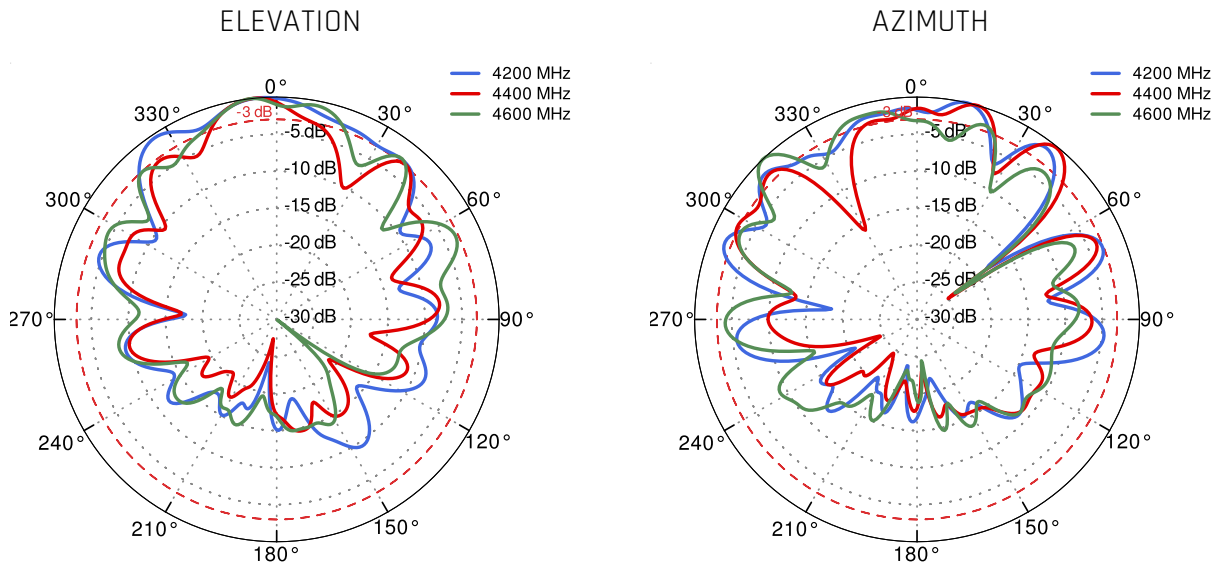 ELEVATION
4200 MHz
4400 MHz
4600 MHz
0°
30°
60°
90°
120°
150°
180°
210°
240°
270°
300°
330°
-3 dB
-5 dB
-10 dB
-15 dB
-20 dB
-25 dB
-30 dB
AZIMUTH
4200 MHz
4400 MHz
4600 MHz
0°
30°
60°
90°
120°
150°
180°
210°
240°
270°
300°
330°
-3 dB
-5 dB
-10 dB
-15 dB
-20 dB
-25 dB
-30 dB